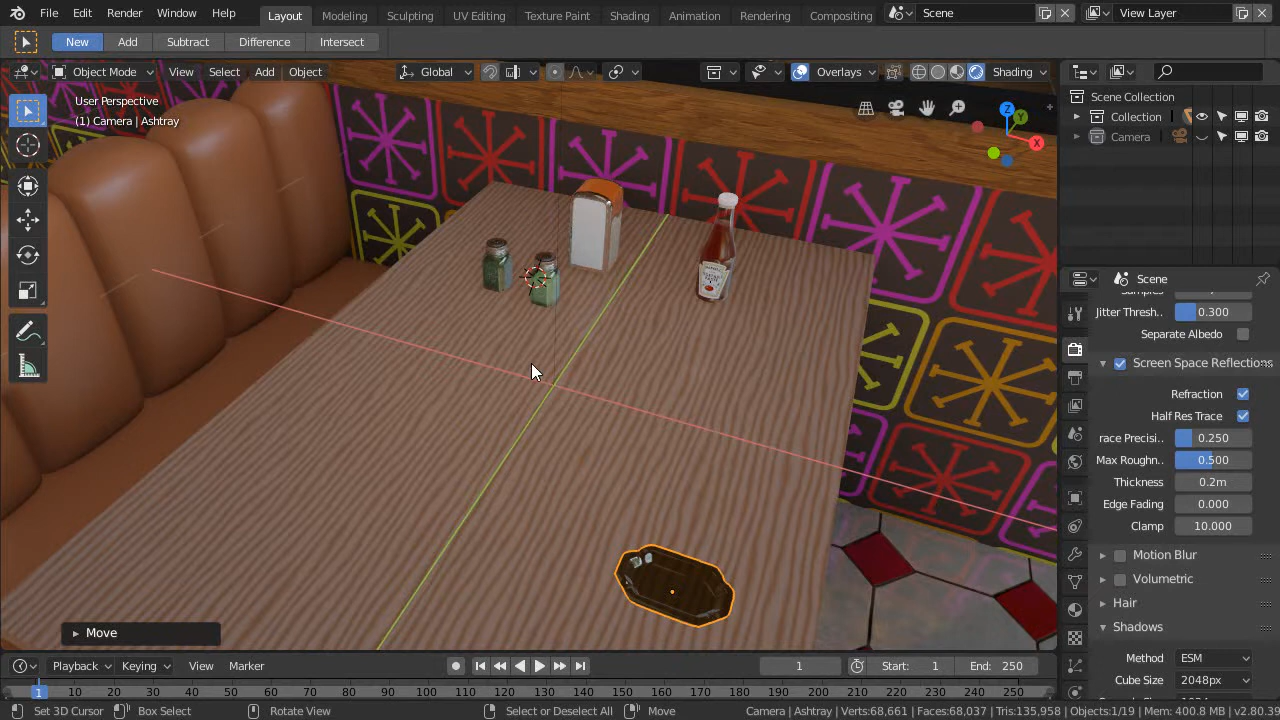 File Edit Render Window Help Layout Modeling Sculpting UV Editing Texture Paint Shading Animation Rendering Compositing Scene View Layer
New Add Subtract Difference Intersect
Object Mode View Select Add Object Global Overlays Shading
User Perspective
(1) Camera | Ashtray
Z
Y
X
Scene Collection
Collection
Camera
Scene
Jitter Thresh.. 0.300
Separate Albedo
Screen Space Reflections
Refraction
Half Res Trace
race Precisi.. 0.250
Max Roughn.. 0.500
Thickness 0.2m
Edge Fading 0.000
Clamp 10.000
Motion Blur
Volumetric
Hair
Shadows
Method ESM
Cube Size 2048px
Move
Playback Keying View Marker 1 Start: 1 End: 250
1 10 20 30 40 50 60 70 80 90 100 110 120 130 140 150 160 170 180 190 200 210 220 230 240 250
Set 3D Cursor Box Select Rotate View Select or Deselect All Move Camera | Ashtray | Verts:68,661 | Faces:68,037 | Tris:135,958 | Objects:1/19 | Mem: 400.8 MB | v2.80.39